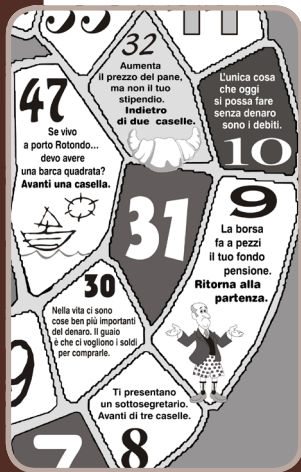 33
11
32
Aumenta
il prezzo del pane,
ma non il tuo
stipendio.
Indietro
di due caselle.
L'unica cosa
che oggi
si possa fare
senza denaro
sono i debiti.
10
47
Se vivo
a porto Rotondo...
devo avere
una barca quadrata?
Avanti una casella.
31
9
La borsa
fa a pezzi
il tuo fondo
pensione.
Ritorna alla
partenza.
30
Nella vita ci sono
cose ben più importanti
del denaro. Il guaio
è che ci vogliono i soldi
per comprarle.
Ti presentano
un sottosegretario.
Avanti di tre caselle.
8
7